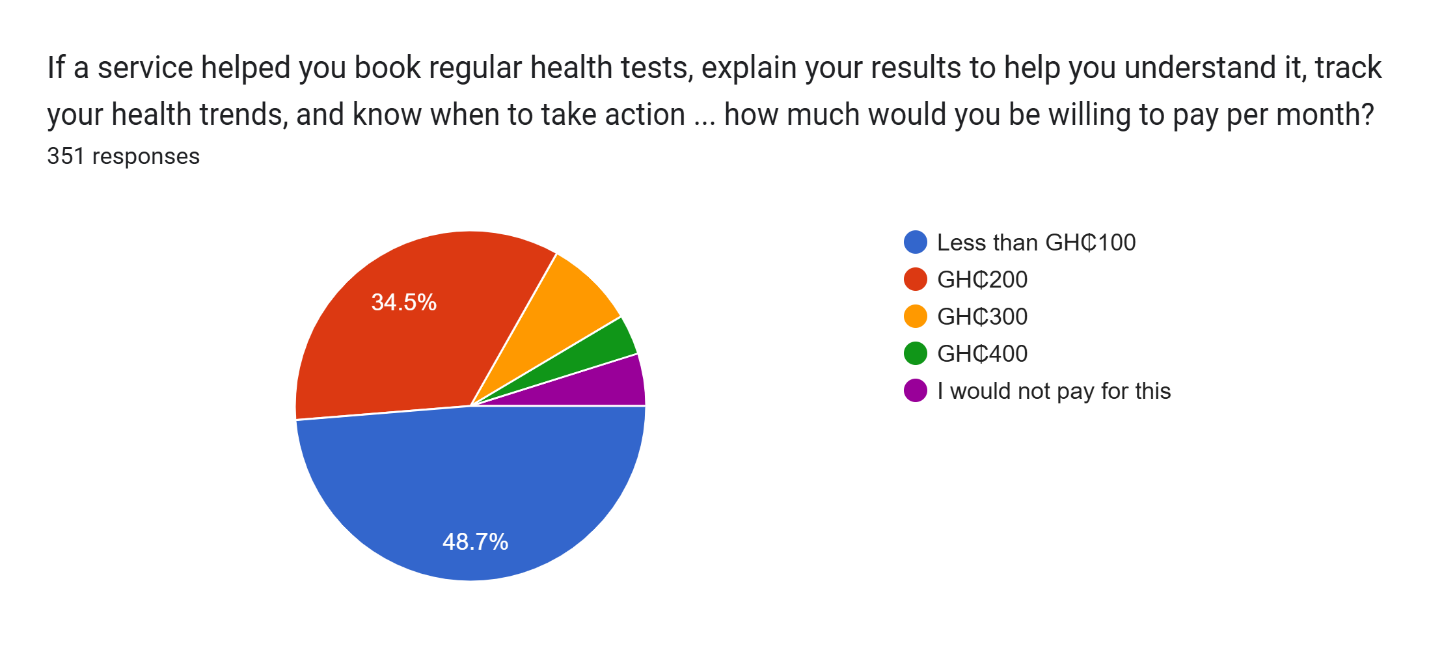 If a service helped you book regular health tests, explain your results to help you understand it, track
your health trends, and know when to take action ... how much would you be willing to pay per month?
351 responses
Less than GH₵100
GH₵200
GH₵300
GH₵400
I would not pay for this
34.5%
48.7%